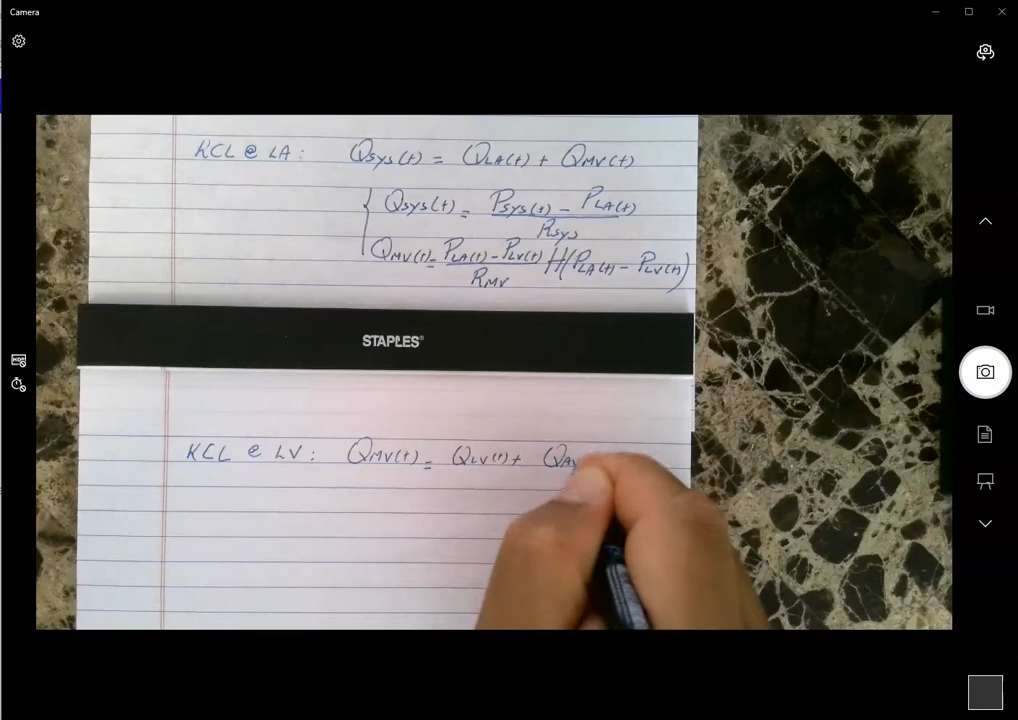 Camera
KCL @ LA: QSYS(t) = QLA(t) + QMV(t)
QSYS(t) = PSYS(t) - PLA(t)
RSYS
QMV(t) = PLA(t) - PLV(t) H(PLA(t) - PLV(t))
RMV
STAPLES®
KCL @ LV: QMV(t) = QLV(t) + QAV